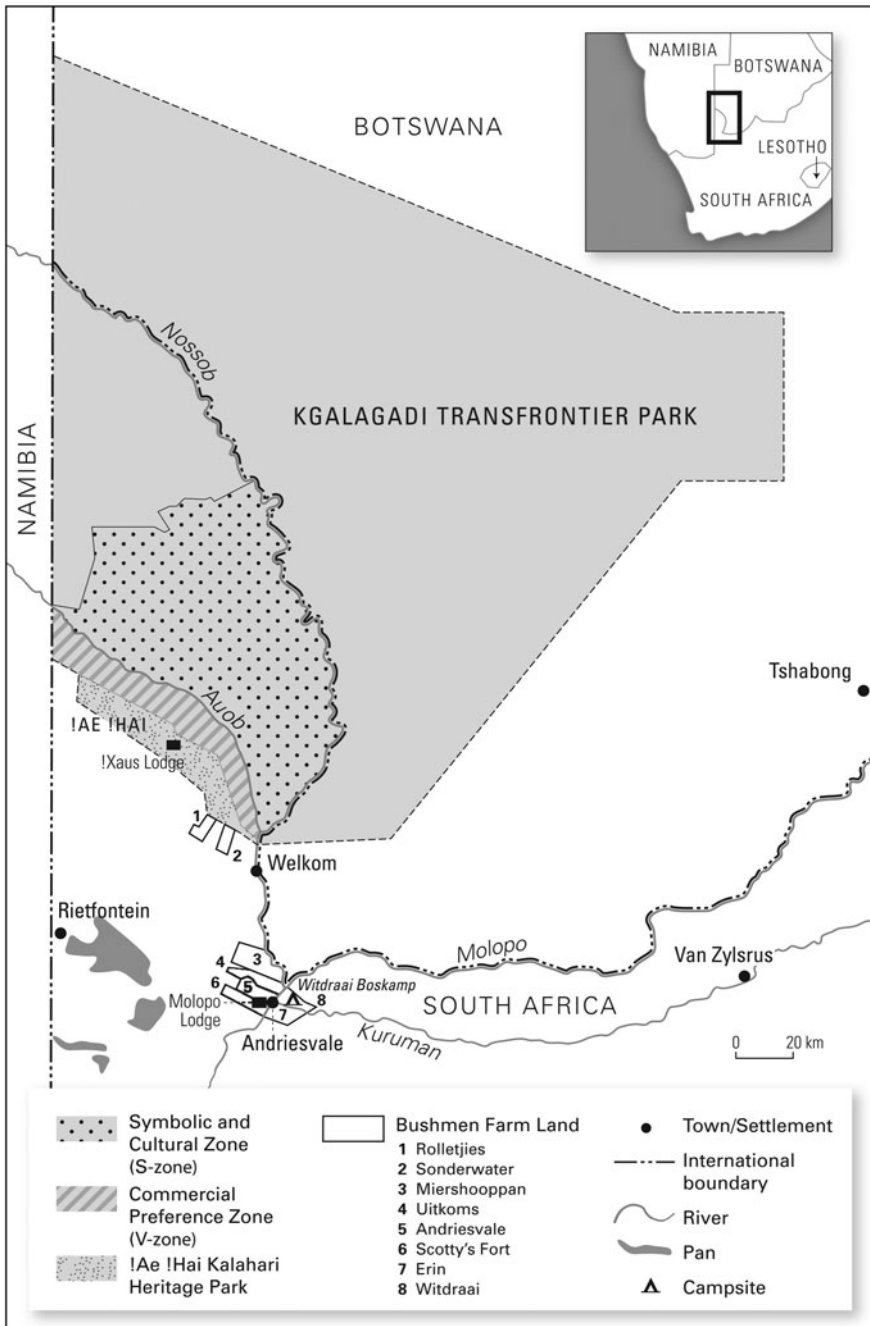 NAMIBIA
BOTSWANA
LESOTHO
SOUTH AFRICA
BOTSWANA
Nossob
KGALAGADI TRANSFRONTIER PARK
NAMIBIA
Auob
!AE !HAI
!Xaus Lodge
Tshabong
1
2
Welkom
Rietfontein
Molopo
Van Zylsrus
3
4
5
6
7
8
Witdraai Boskamp
Molopo
Lodge
SOUTH AFRICA
Andriesvale
Kuruman
0 20 km
Symbolic and
Cultural Zone
(S-zone)
Commercial
Preference Zone
(V-zone)
!Ae !Hai Kalahari
Heritage Park
Bushmen Farm Land
1 Rolletjies
2 Sonderwater
3 Miershooppan
4 Uitkoms
5 Andriesvale
6 Scotty's Fort
7 Erin
8 Witdraai
Town/Settlement
International
boundary
River
Pan
Campsite